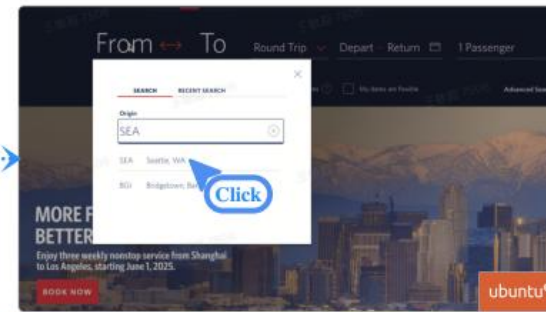 From ↔ To Round Trip Depart - Return 1 Passenger
My dates are flexible Advanced Sea
SEARCH RECENT SEARCH
Origin
SEA
SEA Seattle, WA
BGI Bridgetown, Ba
Click
MORE F
BETTER
Enjoy three weekly nonstop service from Shanghai
to Los Angeles, starting June 1, 2025.
BOOK NOW
ubuntu